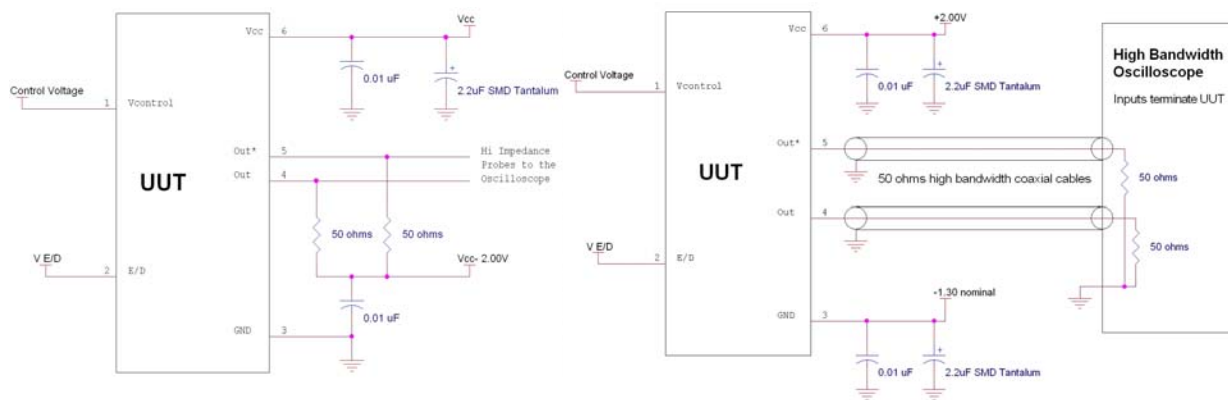 Vcc
Vcc
6
0.01 uF
+
2.2uF SMD Tantalum
Control Voltage
1
Vcontrol
Out*
5
Hi Impedance
Probes to the
Oscilloscope
Out
4
UUT
50 ohms
50 ohms
V E/D
2
E/D
Vcc- 2.00V
0.01 uF
GND
3
Vcc
6
+2.00V
0.01 uF
+
2.2uF SMD Tantalum
Control Voltage
1
Vcontrol
High Bandwidth
Oscilloscope
Inputs terminate UUT
Out*
5
UUT
50 ohms high bandwidth coaxial cables
50 ohms
Out
4
50 ohms
V E/D
2
E/D
-1.30 nominal
GND
3
0.01 uF
+
2.2uF SMD Tantalum